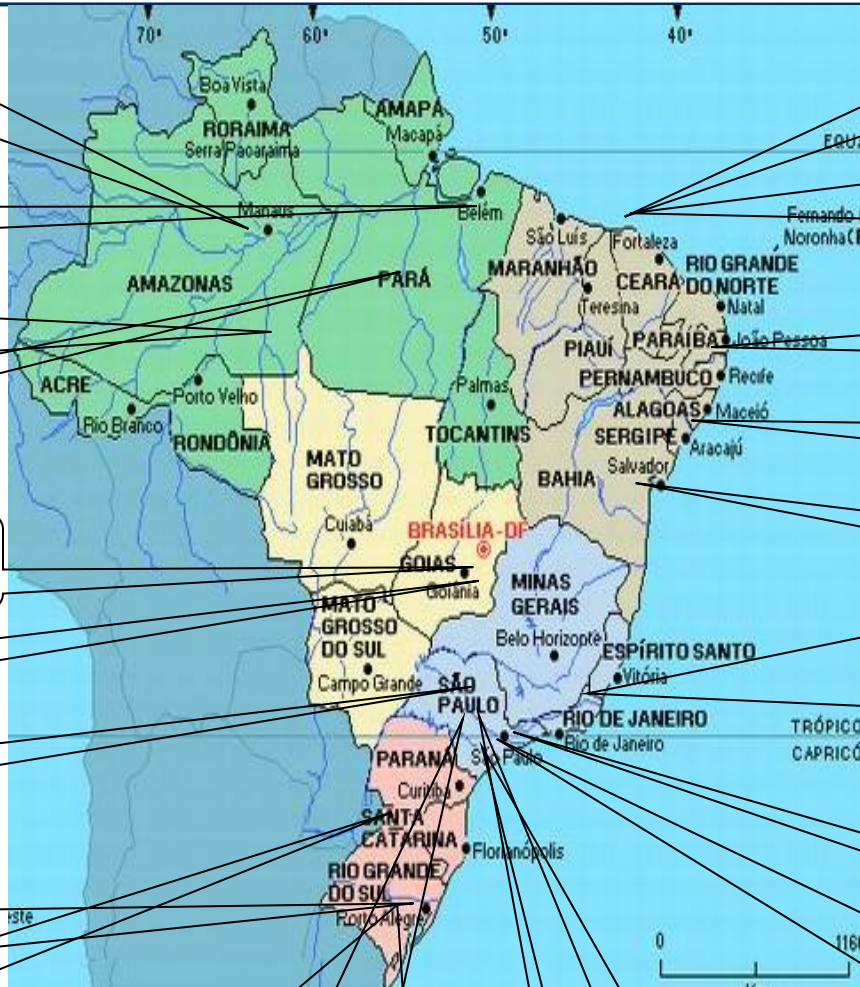 70°
60°
50°
40°
Boa Vista
AMAPÁ
RORAIMA
Macapá
Serra Pacaraima
Manaus
Belém
São Luís
Fortaleza
Fernando
Noronha
AMAZONAS
PARÁ
MARANHÃO
CEARÁ
RIO GRANDE
DO NORTE
Teresina
Natal
PIAUÍ
PARAÍBA
João Pessoa
ACRE
Porto Velho
Palmas
PERNAMBUCO
Recife
Rio Branco
ALAGOAS
Maceió
RONDÔNIA
TOCANTINS
SERGIPE
Aracajú
MATO
GROSSO
BAHIA
Salvador
Cuiabá
BRASÍLIA-DF
GOIAS
Goiânia
MINAS
GERAIS
MATO
GROSSO
DO SUL
Belo Horizonte
ESPÍRITO SANTO
Campo Grande
Vitória
SÃO
PAULO
RIO DE JANEIRO
Rio de Janeiro
TRÓPICO
CAPRICÓ
São Paulo
PARANÁ
Curitiba
SANTA
CATARINA
Florianópolis
RIO GRANDE
DO SUL
Porto Alegre
0